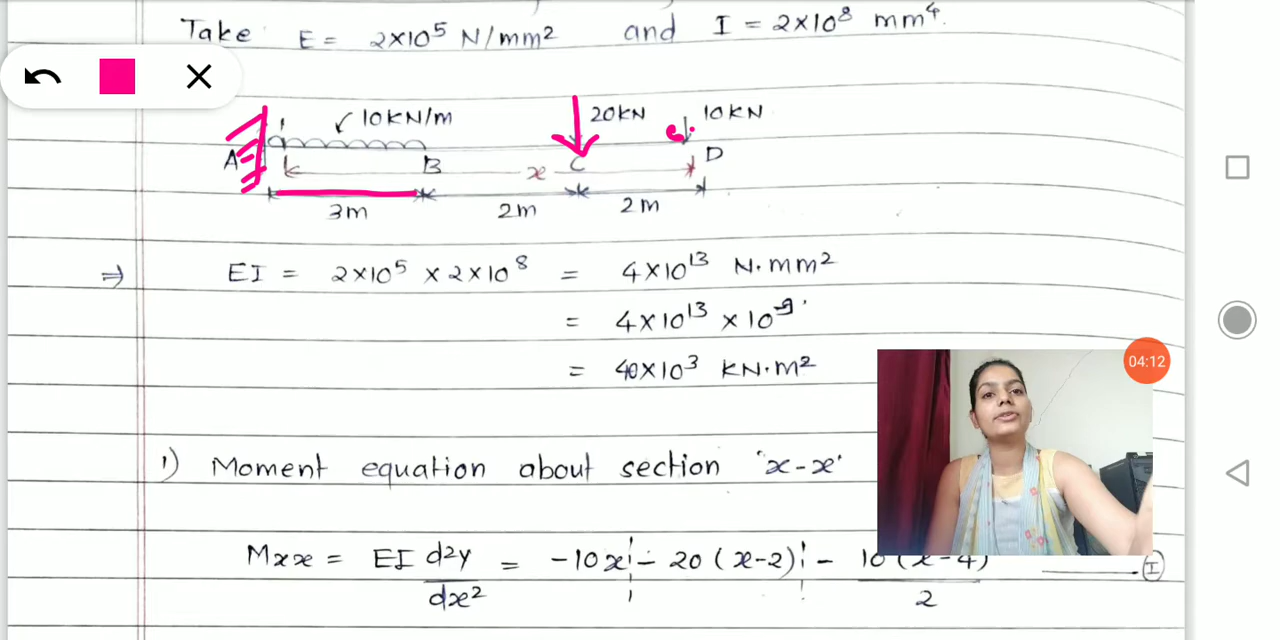 Take E = 2×10⁵ N/mm² and I = 2×10⁸ mm⁴.
10kN/m 20kN 10kN
A B x C D
3m 2m 2m
⇒ EI = 2×10⁵ × 2×10⁸ = 4×10¹³ N·mm²
= 4×10¹³ × 10⁻⁹
= 40×10³ KN·m²
04:12
1) Moment equation about section 'x-x'
Mxx = EI d2y/dx² = -10x ¦ - 20 (x-2) ¦ - 10(x-4)/2 Ⓘ